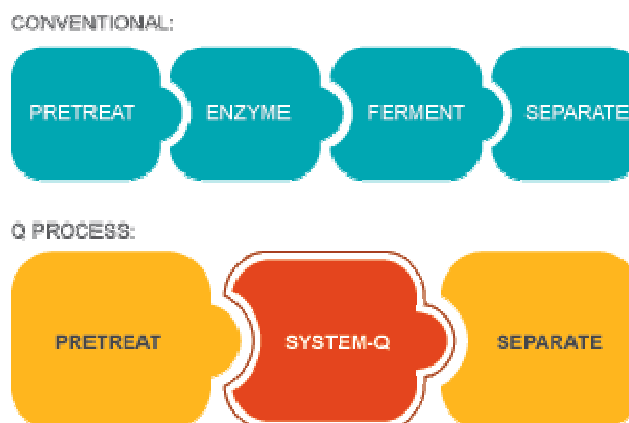 CONVENTIONAL:
PRETREAT ENZYME FERMENT SEPARATE
Q PROCESS:
PRETREAT SYSTEM-Q SEPARATE